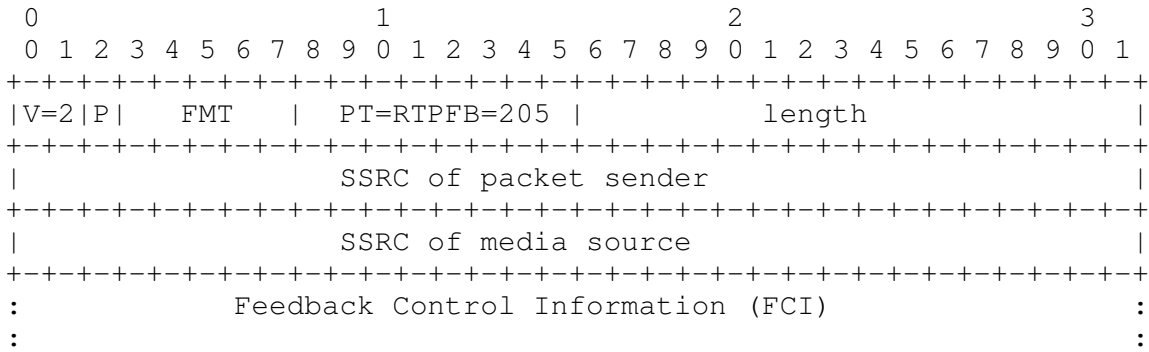 0                   1                   2                   3
 0 1 2 3 4 5 6 7 8 9 0 1 2 3 4 5 6 7 8 9 0 1 2 3 4 5 6 7 8 9 0 1
+-+-+-+-+-+-+-+-+-+-+-+-+-+-+-+-+-+-+-+-+-+-+-+-+-+-+-+-+-+-+-+-+
|V=2|P|   FMT   |  PT=RTPFB=205 |          length               |
+-+-+-+-+-+-+-+-+-+-+-+-+-+-+-+-+-+-+-+-+-+-+-+-+-+-+-+-+-+-+-+-+
|                  SSRC of packet sender                        |
+-+-+-+-+-+-+-+-+-+-+-+-+-+-+-+-+-+-+-+-+-+-+-+-+-+-+-+-+-+-+-+-+
|                  SSRC of media source                         |
+-+-+-+-+-+-+-+-+-+-+-+-+-+-+-+-+-+-+-+-+-+-+-+-+-+-+-+-+-+-+-+-+
:            Feedback Control Information (FCI)                 :
:                                                               :